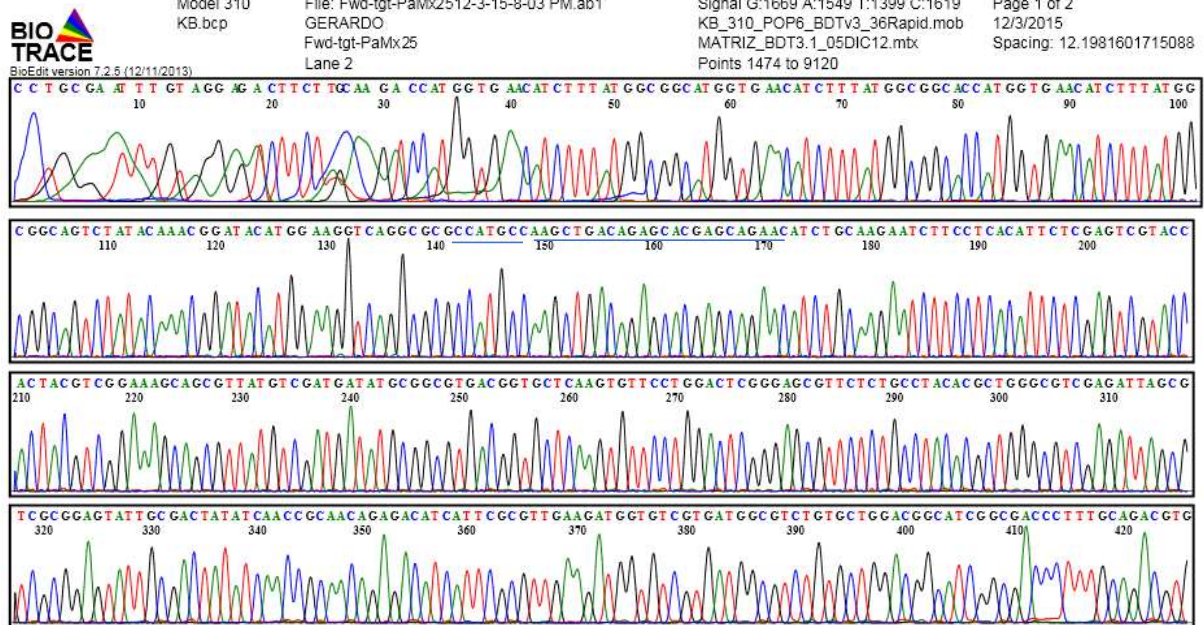 Model 310 File: Fwd-tgt-PaMx2512-3-15-8-03 PM.ab1 Signal G:1669 A:1549 T:1399 C:1619 Page 1 of 2
KB.bcp GERARDO KB_310_POP6_BDTv3_36Rapid.mob 12/3/2015
BIO Fwd-tgt-PaMx25 MATRIZ_BDT3.1_05DIC12.mtx Spacing: 12.1981601715088
TRACE Lane 2 Points 1474 to 9120
BioEdit version 7.2.5 (12/11/2013)
CCTGCGAATTTGTAGGAGACTTCTTGCAAGACCATGGTGAACATCTTTATGGCGGCATGGTGAACATCTTTATGGCGGCACCATGGTGAACATCTTTATGG
10 20 30 40 50 60 70 80 90 100
CGGCAGTCTATACAAACGGATACATGGAAGGTCAGGCGCGCCATGCCAAGCTGACAGAGCACGAGCAGAACATCTGCAAGAATCTTCCTCACATTCTCGAGTCGTACC
110 120 130 140 150 160 170 180 190 200
ACTACGTCGGAAAGCAGCGTTATGTCGATGATATGCGGCGTGACGGTGCTCAAGTGTTCCTGGACTCGGGAGCGTTCTCTGCCTACACGCTGGGCGTCGAGATTAGCG
210 220 230 240 250 260 270 280 290 300 310
TCGCGGAGTATTGCGACTATATCAACCGCAACAGAGACATCATTCGCGTTGAAGATGGTGTCGTGATGGCGTCTGTGCTGGACGGCATCGGCGACCCTTTGCAGACGTG
320 330 340 350 360 370 380 390 400 410 420